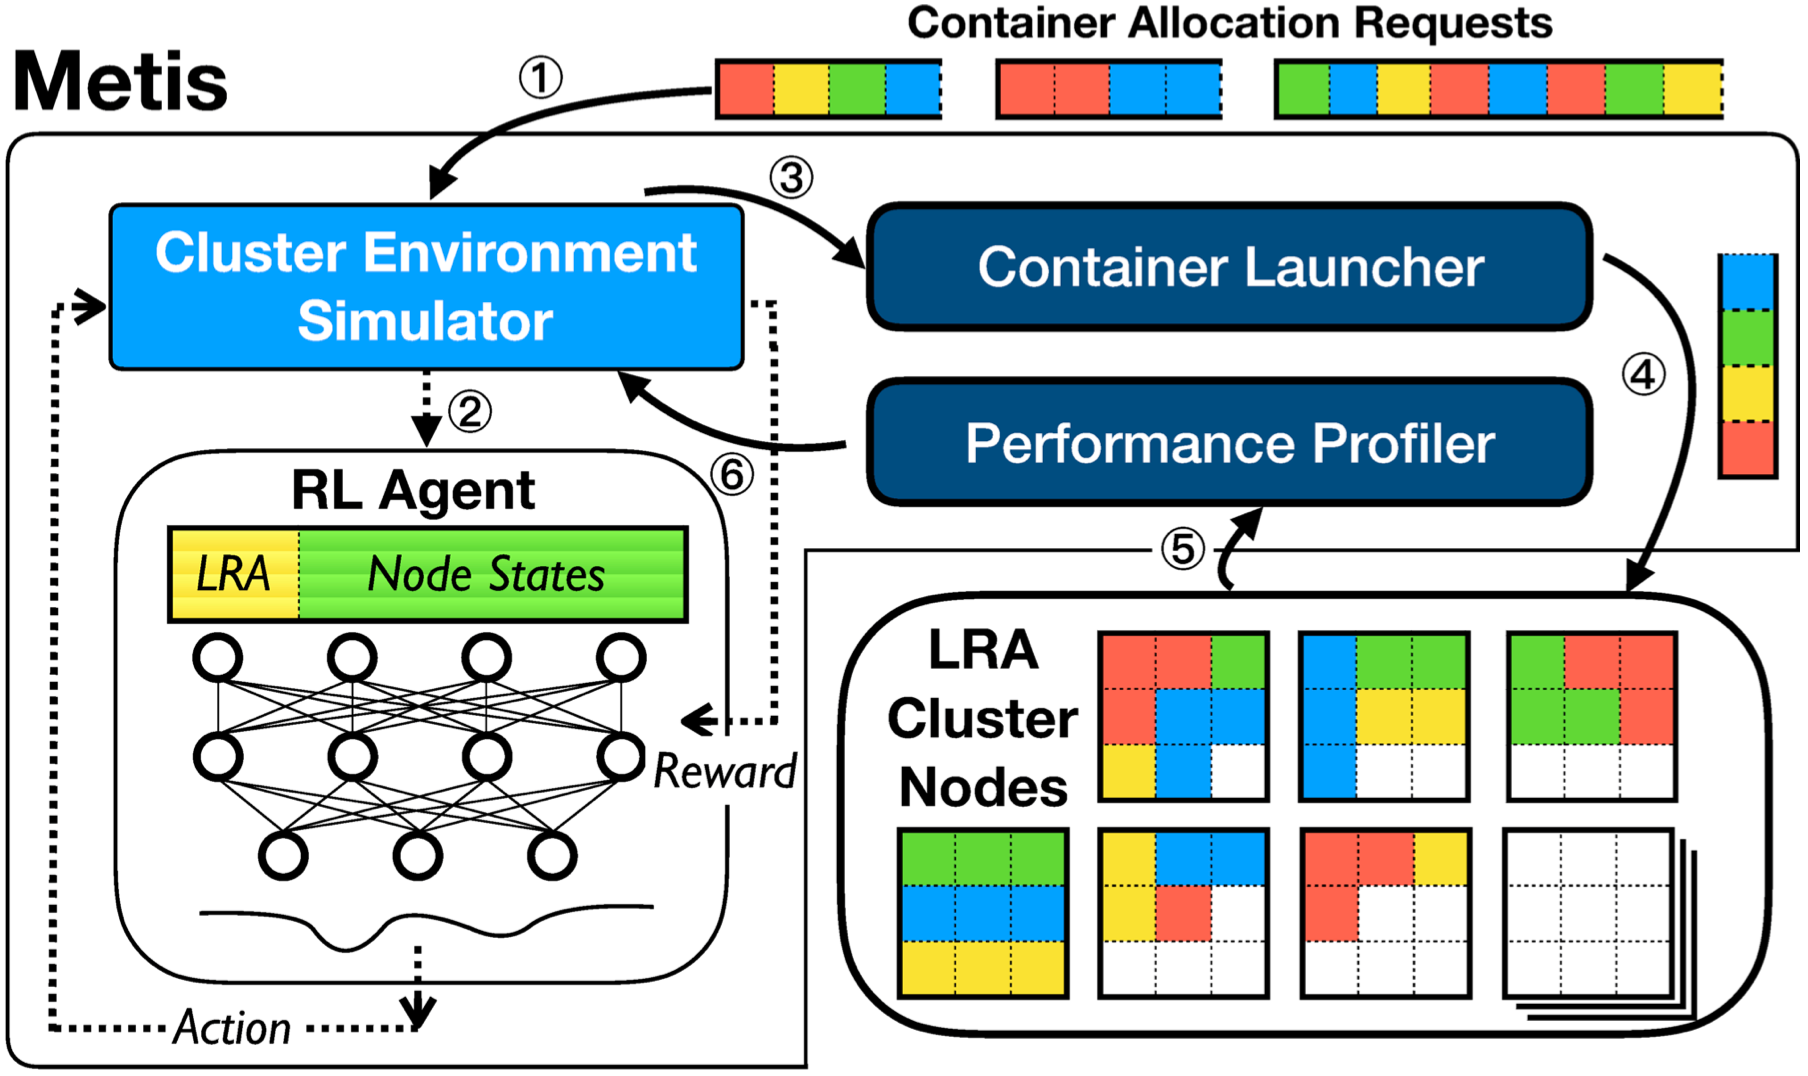 Container Allocation Requests
Metis
①
③
Cluster Environment
Simulator
Container Launcher
④
②
Performance Profiler
⑥
RL Agent
LRA
Node States
⑤
LRA
Cluster
Nodes
Reward
Action